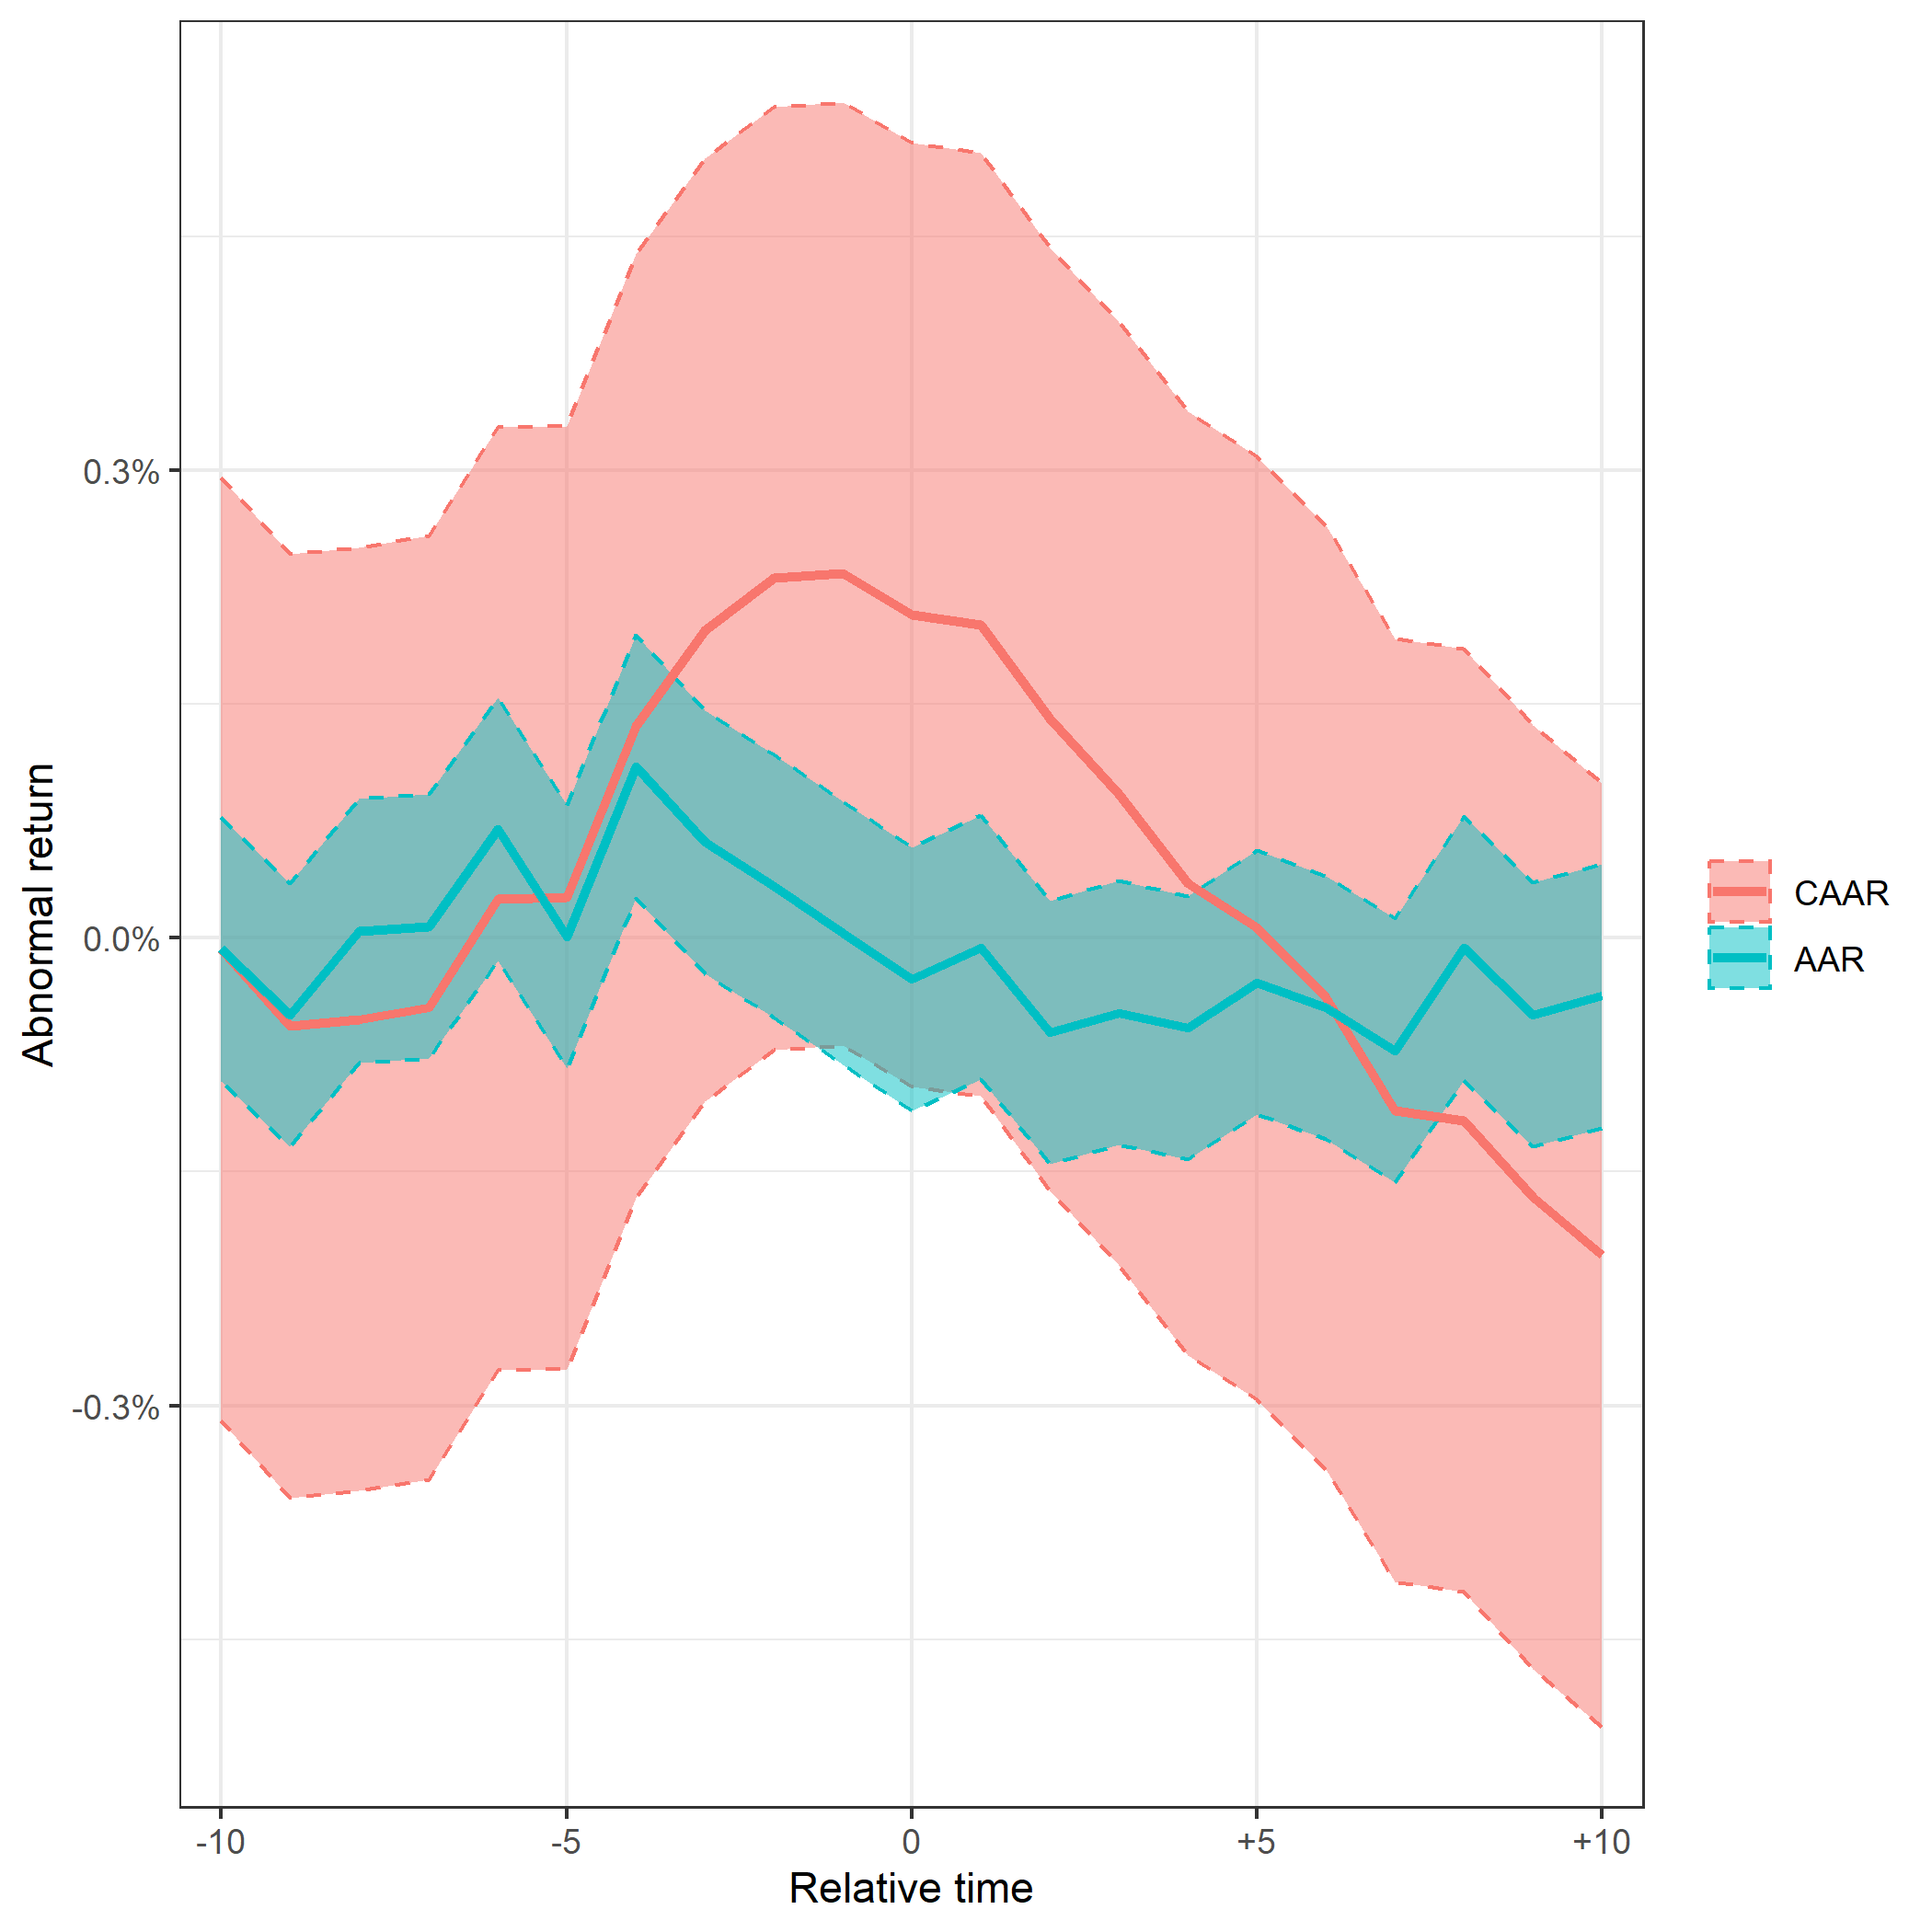 Abnormal return
0.3%
0.0%
-0.3%
-10
-5
0
+5
+10
Relative time
CAAR
AAR